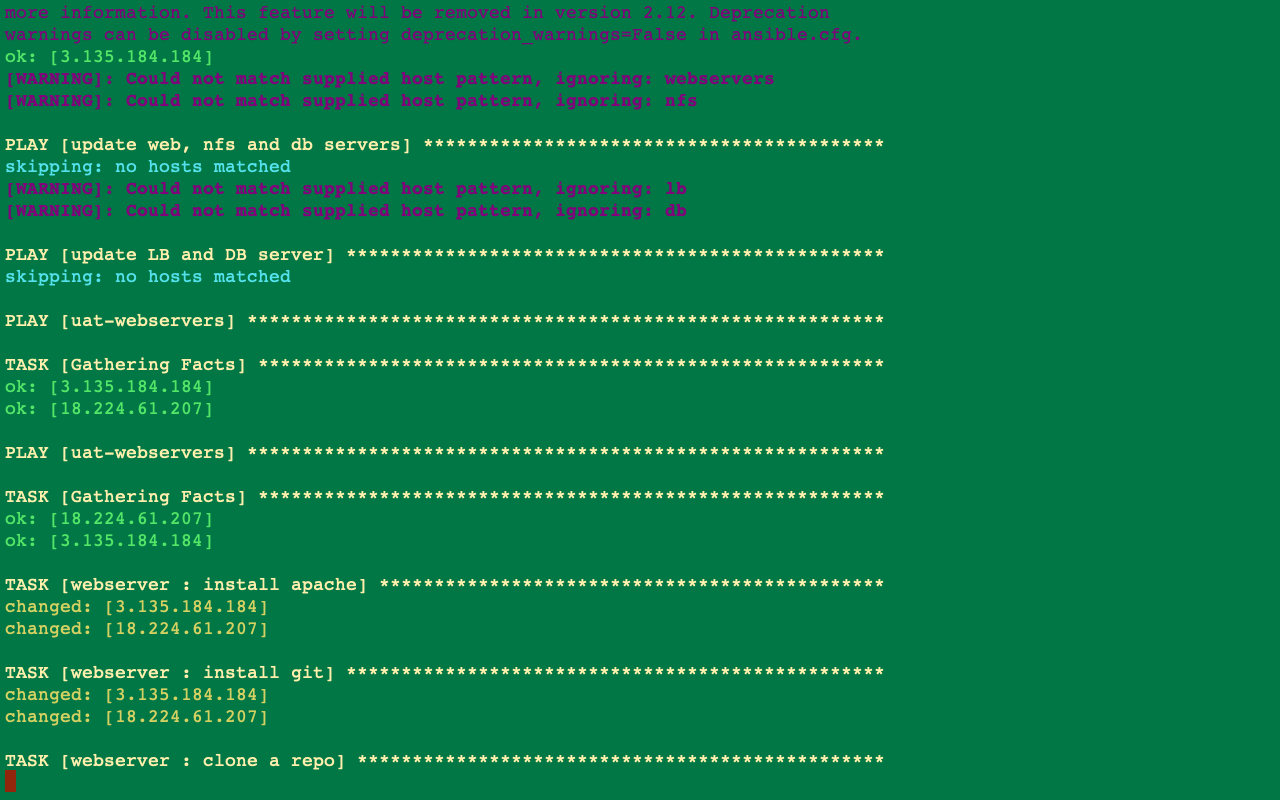 more information. This feature will be removed in version 2.12. Deprecation
warnings can be disabled by setting deprecation_warnings=False in ansible.cfg.
ok: [3.135.184.184]
[WARNING]: Could not match supplied host pattern, ignoring: webservers
[WARNING]: Could not match supplied host pattern, ignoring: nfs
PLAY [update web, nfs and db servers] ******************************************
skipping: no hosts matched
[WARNING]: Could not match supplied host pattern, ignoring: lb
[WARNING]: Could not match supplied host pattern, ignoring: db
PLAY [update LB and DB server] *************************************************
skipping: no hosts matched
PLAY [uat-webservers] **********************************************************
TASK [Gathering Facts] *********************************************************
ok: [3.135.184.184]
ok: [18.224.61.207]
PLAY [uat-webservers] **********************************************************
TASK [Gathering Facts] *********************************************************
ok: [18.224.61.207]
ok: [3.135.184.184]
TASK [webserver : install apache] **********************************************
changed: [3.135.184.184]
changed: [18.224.61.207]
TASK [webserver : install git] *************************************************
changed: [3.135.184.184]
changed: [18.224.61.207]
TASK [webserver : clone a repo] ************************************************